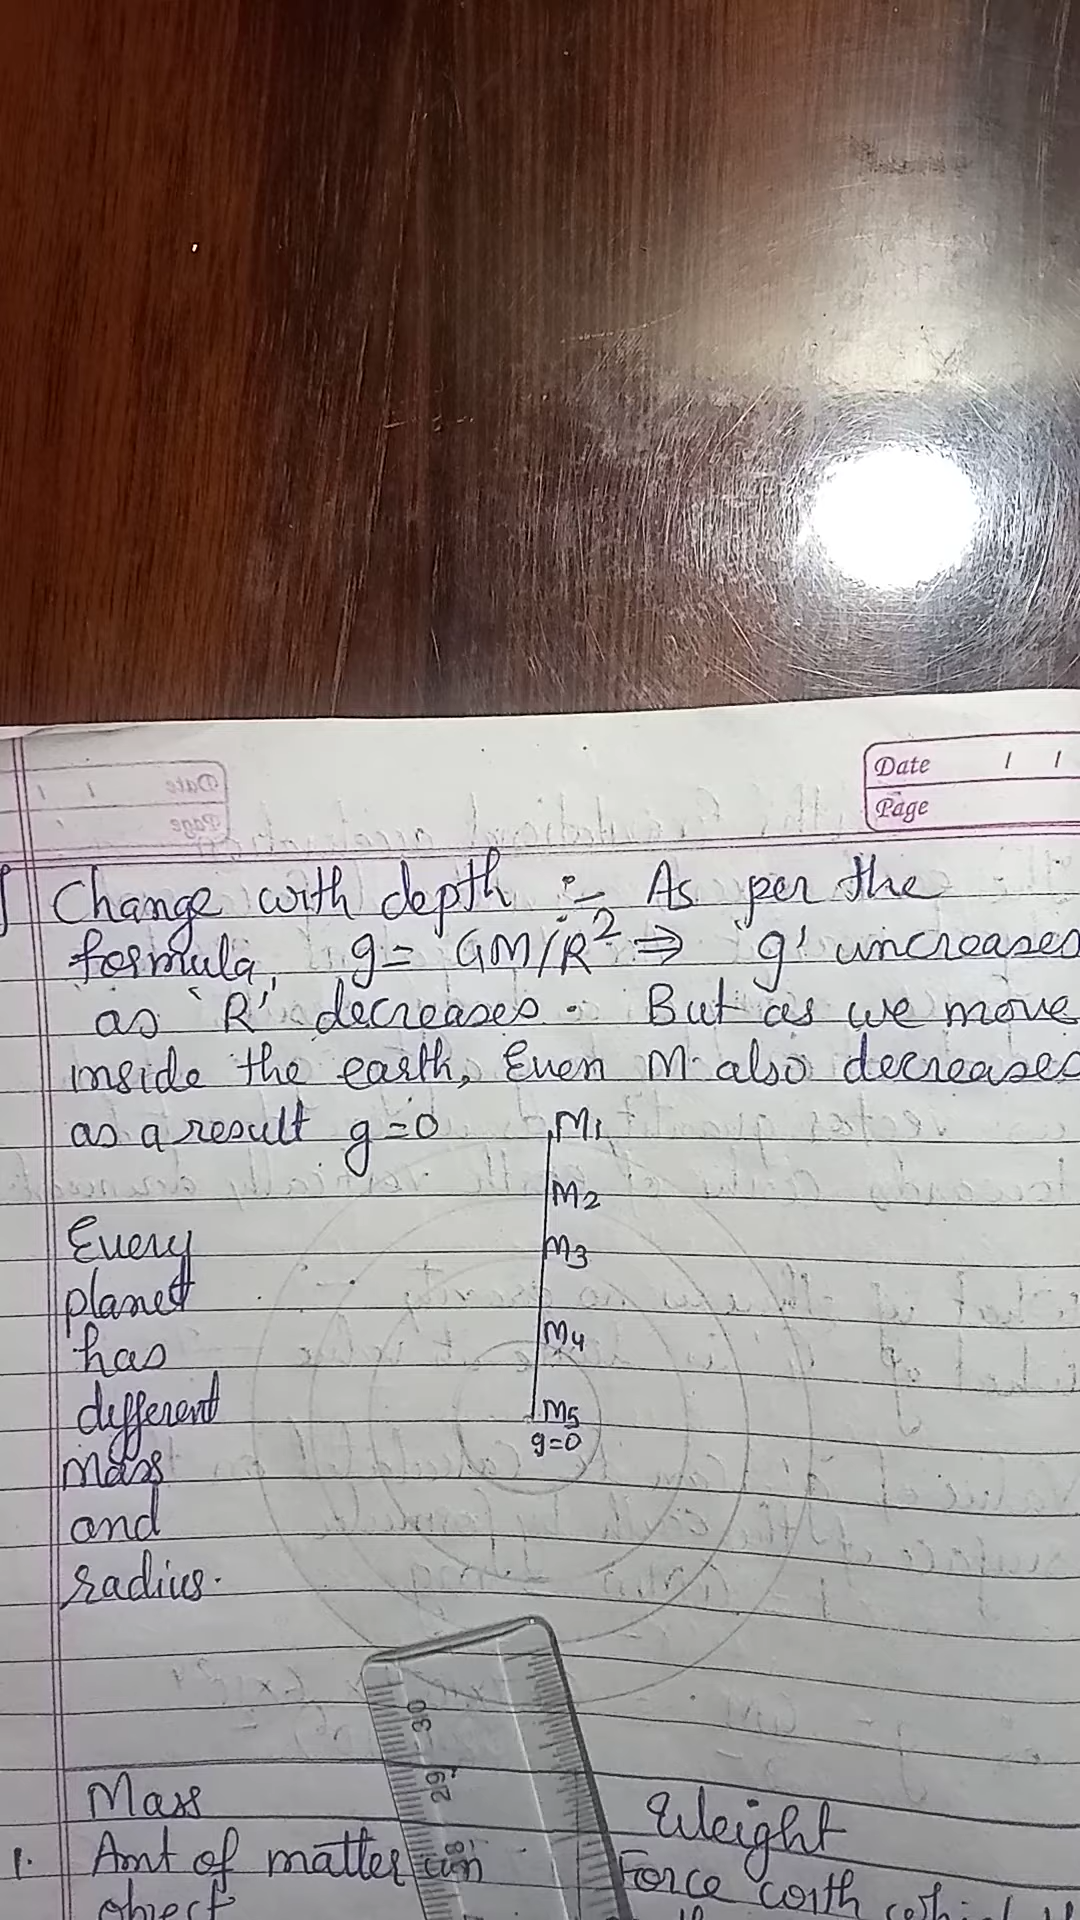 Date / /
Page
Change with depth :- As per the
formula, g = GM/R² ⇒ 'g' increases
as 'R' decreases. But as we move
inside the earth, Even M also decreases
as a result g=0
M1
M2
M3
M4
M5
g=0
Every
planet
has
different
mass
and
radius.
30
29
Mass Weight
1. Amt of matter in Force with
object